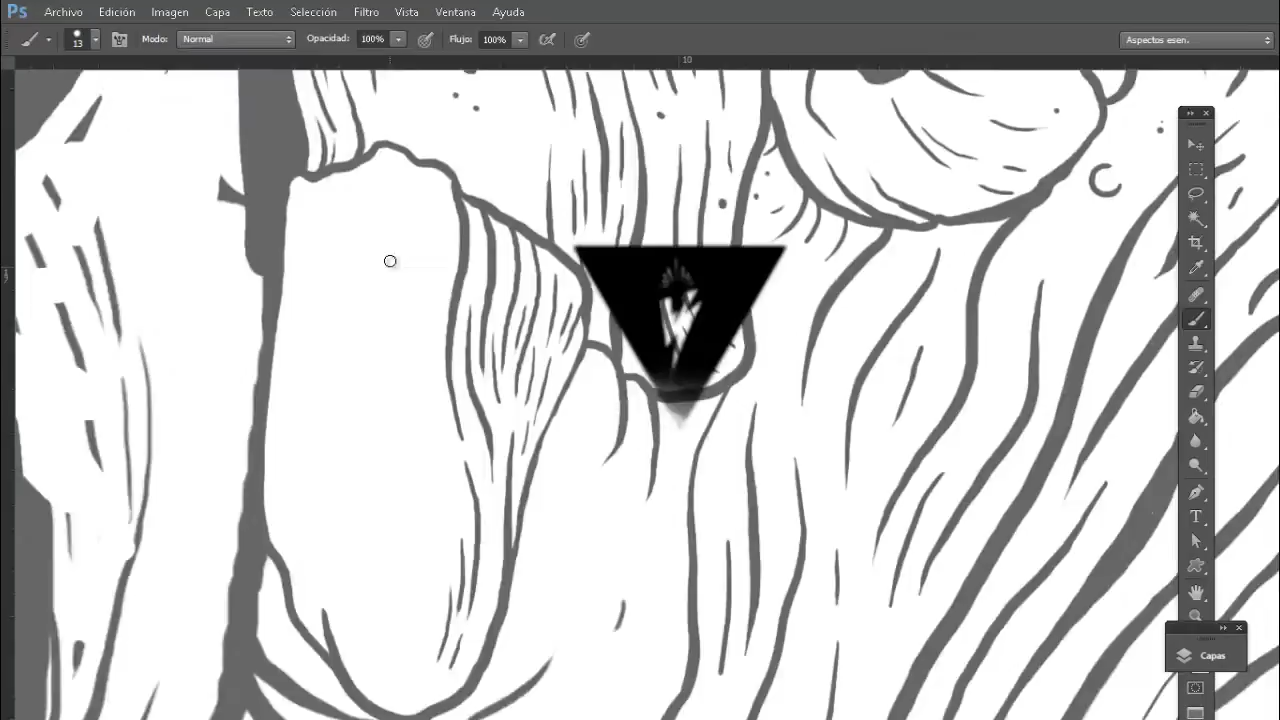 Ps Archivo Edición Imagen Capa Texto Selección Filtro Vista Ventana Ayuda
13 Modo: Normal Opacidad: 100% Flujo: 100% Aspectos esen.
10
T
Capas